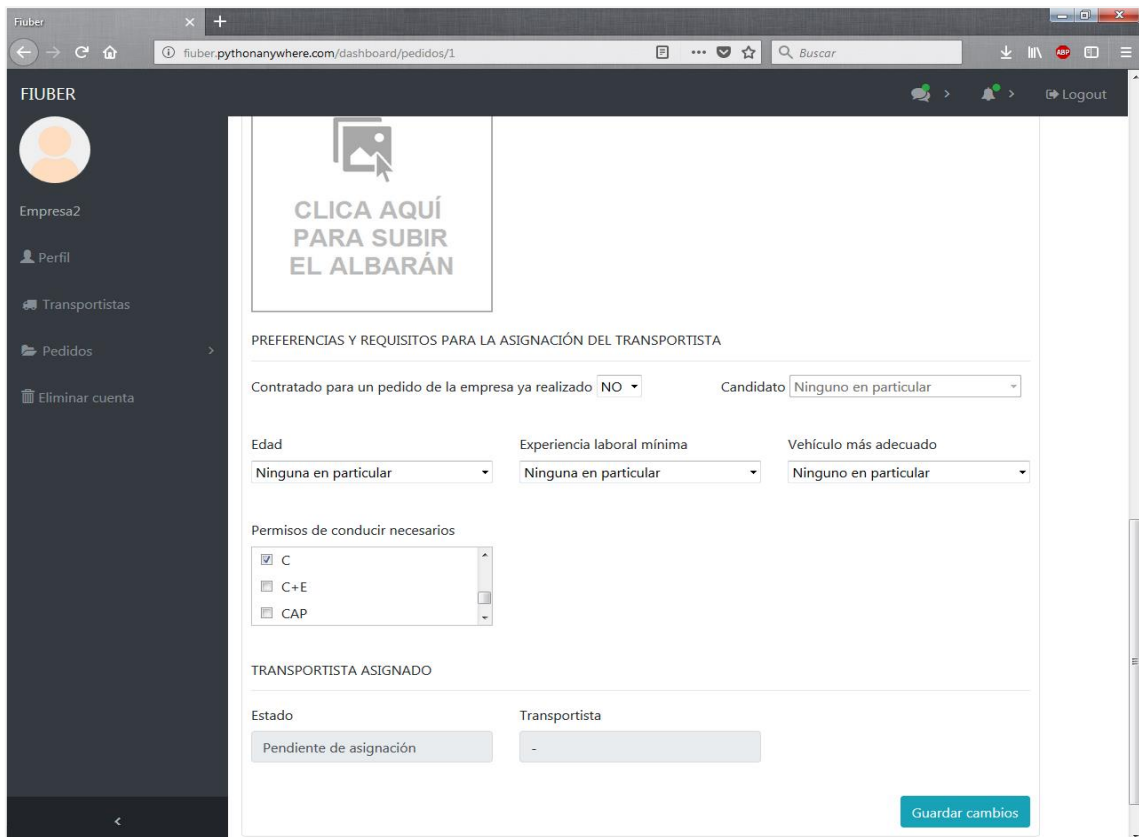 Fiuber
fiuber.pythonanywhere.com/dashboard/pedidos/1
Buscar
ABP
FIUBER
Logout
Empresa2
Perfil
Transportistas
Pedidos
Eliminar cuenta
CLICA AQUÍ
PARA SUBIR
EL ALBARÁN
PREFERENCIAS Y REQUISITOS PARA LA ASIGNACIÓN DEL TRANSPORTISTA
Contratado para un pedido de la empresa ya realizado NO Candidato Ninguno en particular
Edad Experiencia laboral mínima Vehículo más adecuado
Ninguna en particular Ninguna en particular Ninguno en particular
Permisos de conducir necesarios
C
C+E
CAP
TRANSPORTISTA ASIGNADO
Estado Transportista
Pendiente de asignación -
Guardar cambios